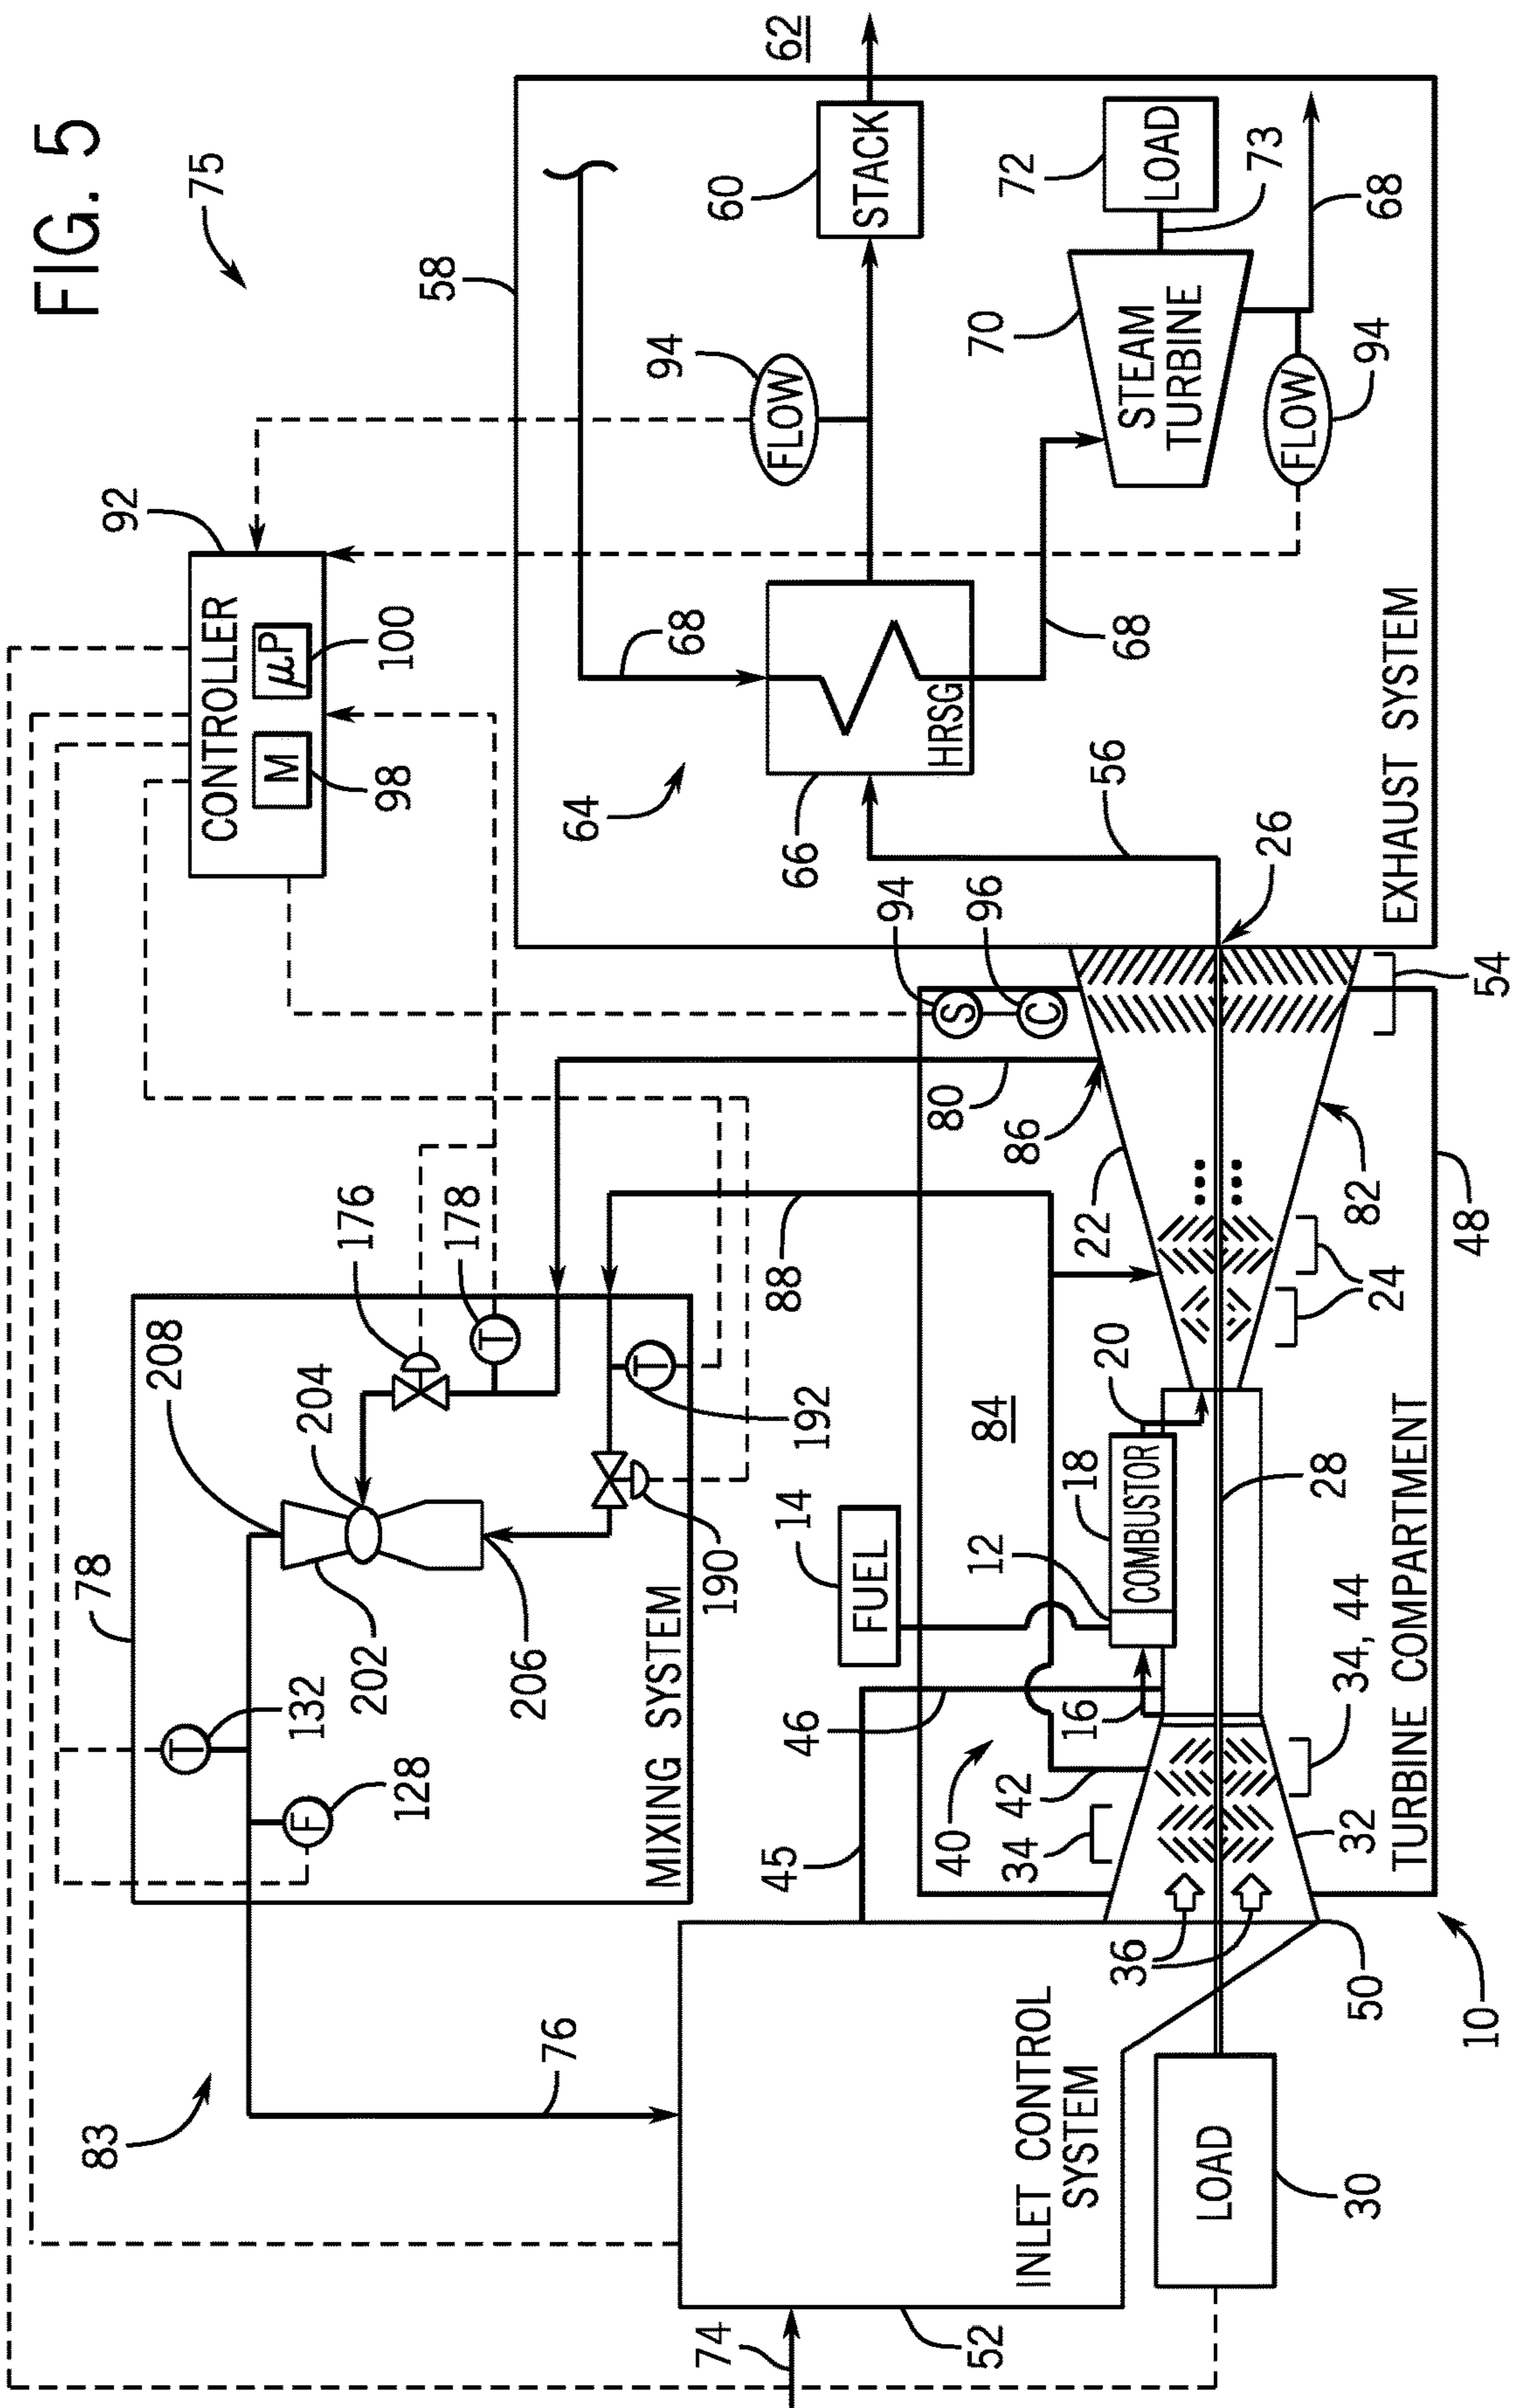 FIG. 5
75
83
78
92
CONTROLLER
M
μP
98
100
58
62
60
STACK
94
FLOW
68
64
66
HRSG
68
70
STEAM
TURBINE
72
LOAD
73
68
FLOW
94
56
26
EXHAUST SYSTEM
132
T
128
F
208
204
202
206
176
178
T
192
T
190
MIXING SYSTEM
76
88
80
86
94
S
96
C
54
45
46
40
42
34
14
FUEL
84
12
18
COMBUSTOR
16
20
22
24
82
48
28
34, 44
32
36
50
10
TURBINE COMPARTMENT
INLET CONTROL
SYSTEM
52
74
LOAD
30